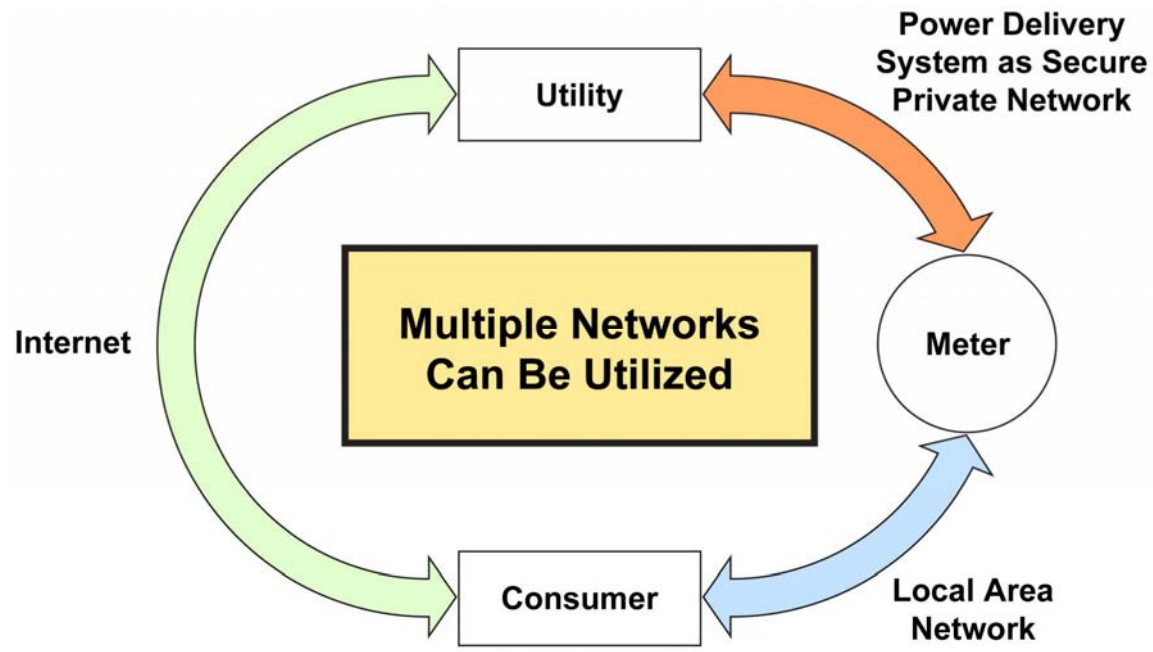 Power Delivery
System as Secure
Private Network
Utility
Internet
Multiple Networks
Can Be Utilized
Meter
Consumer
Local Area
Network